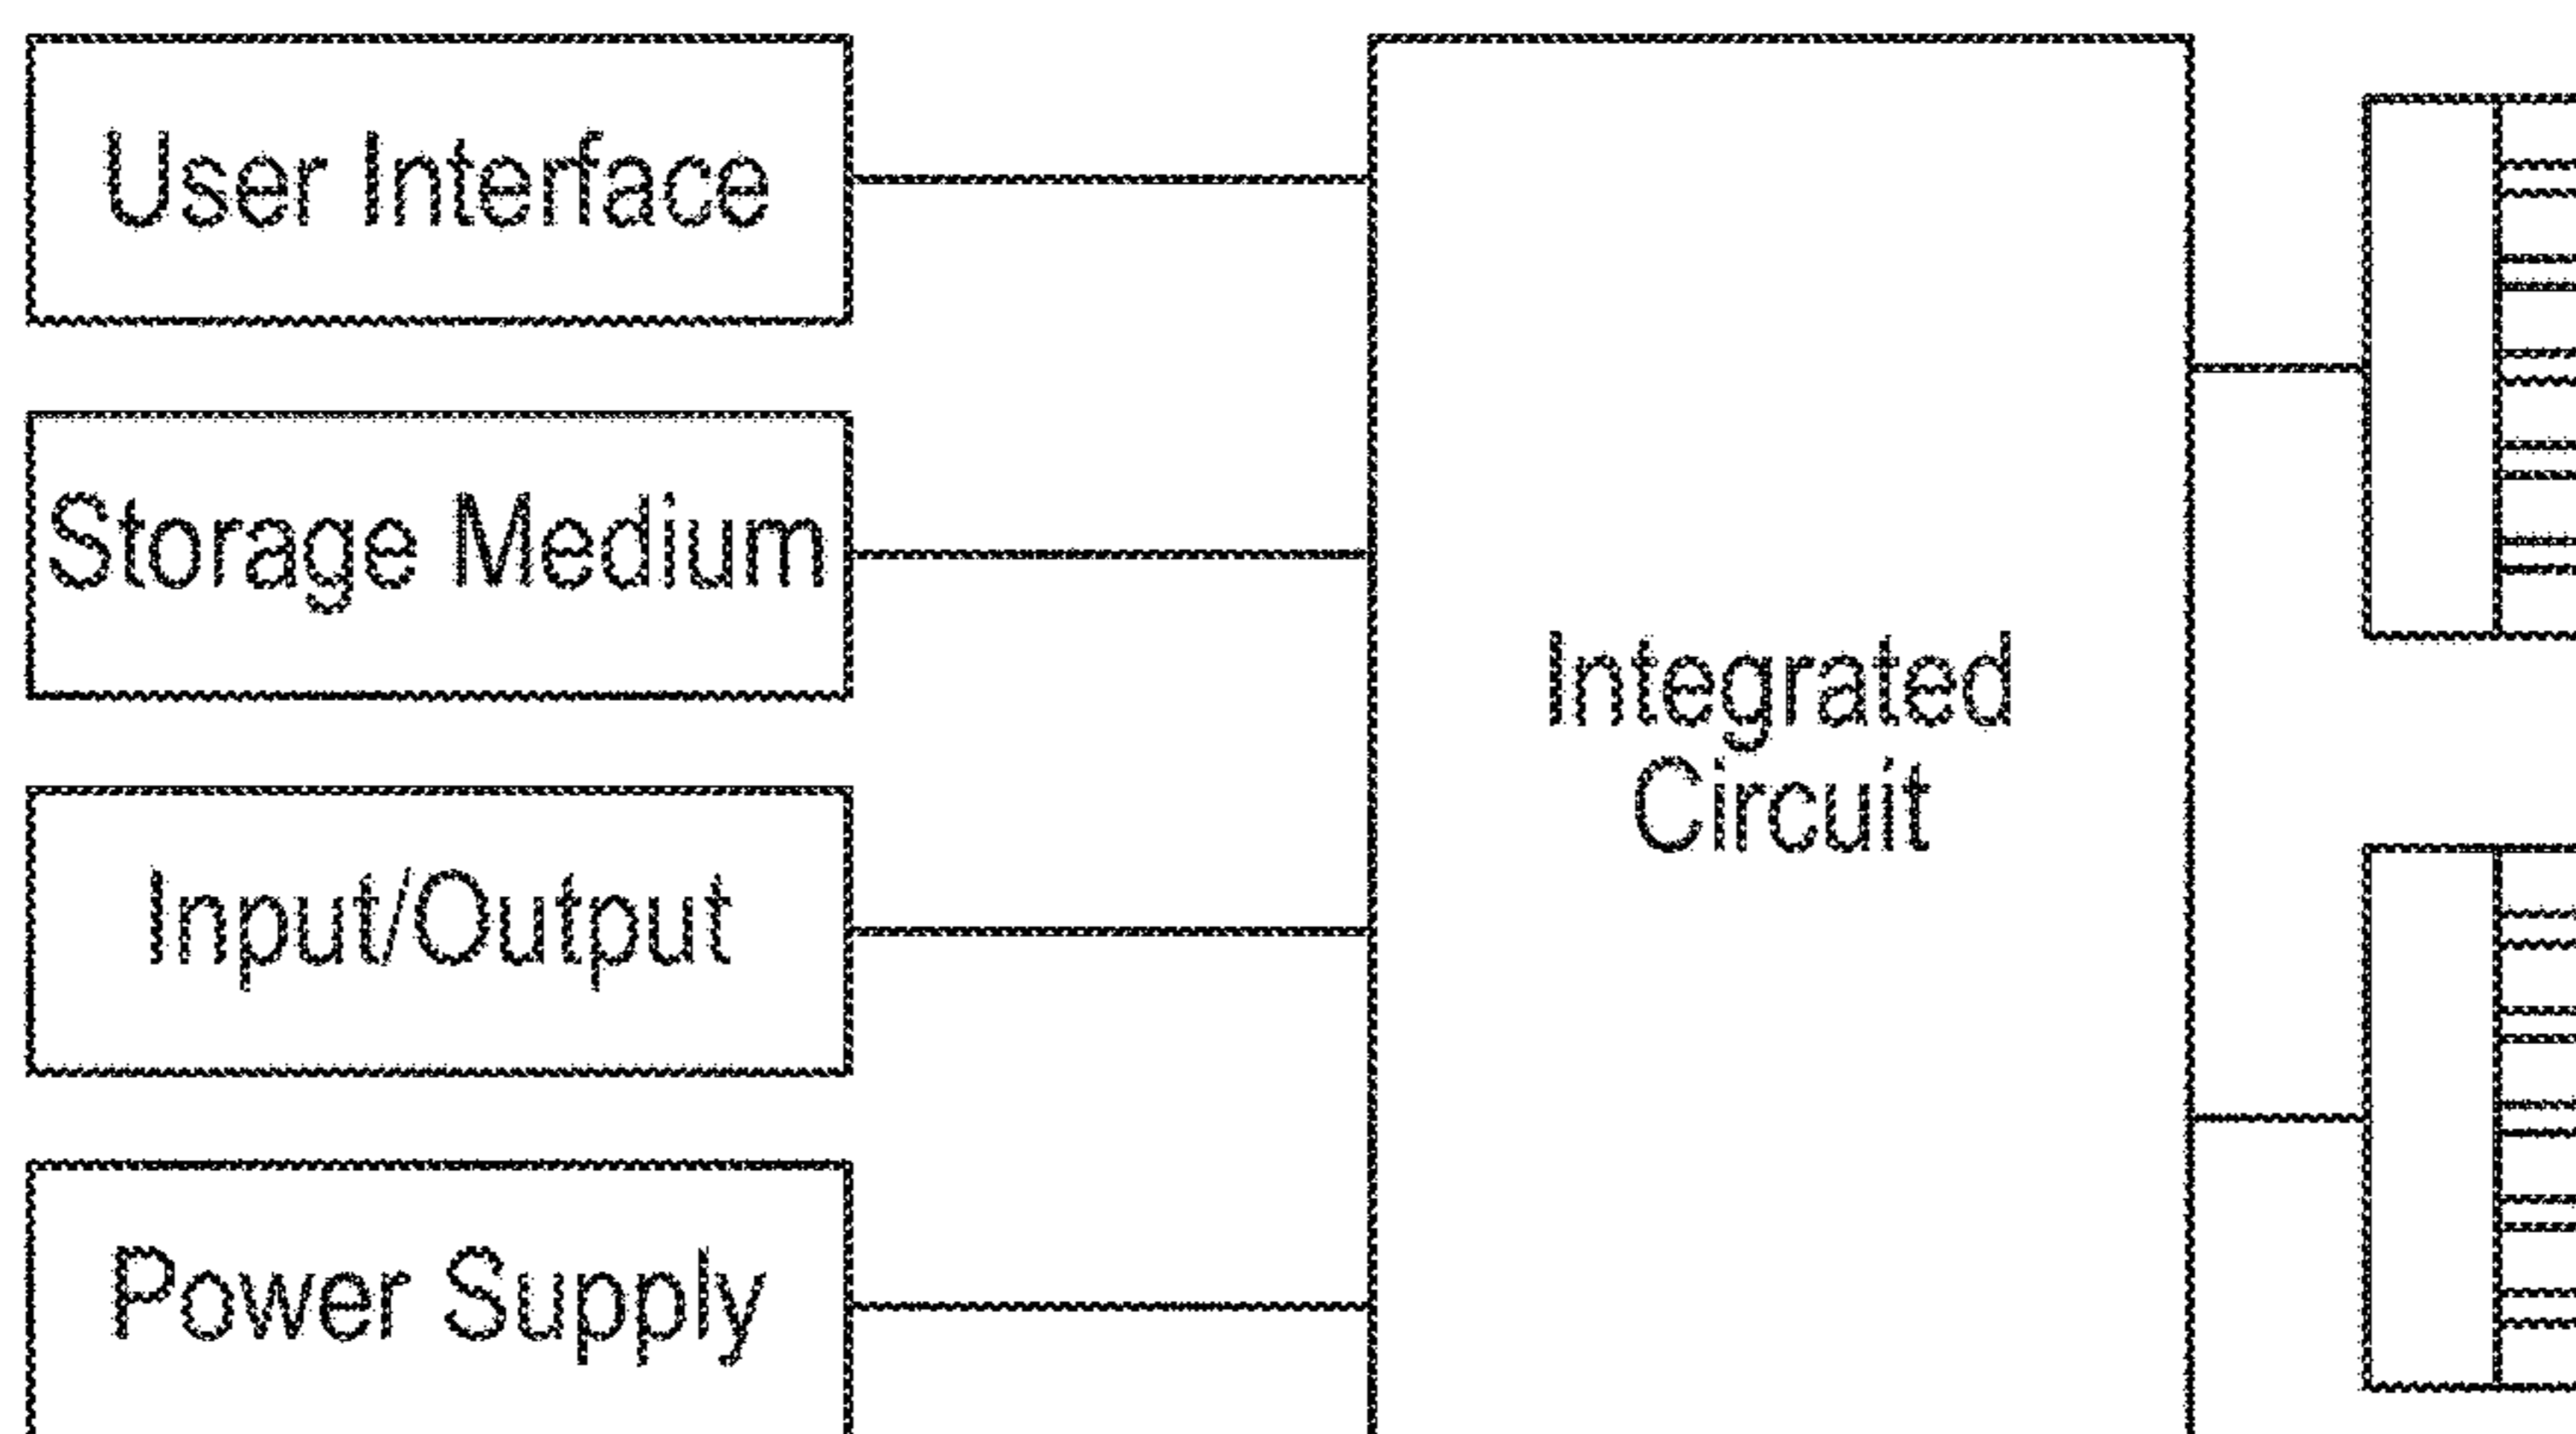 User Interface
Storage Medium
Input/Output
Power Supply
Integrated
Circuit